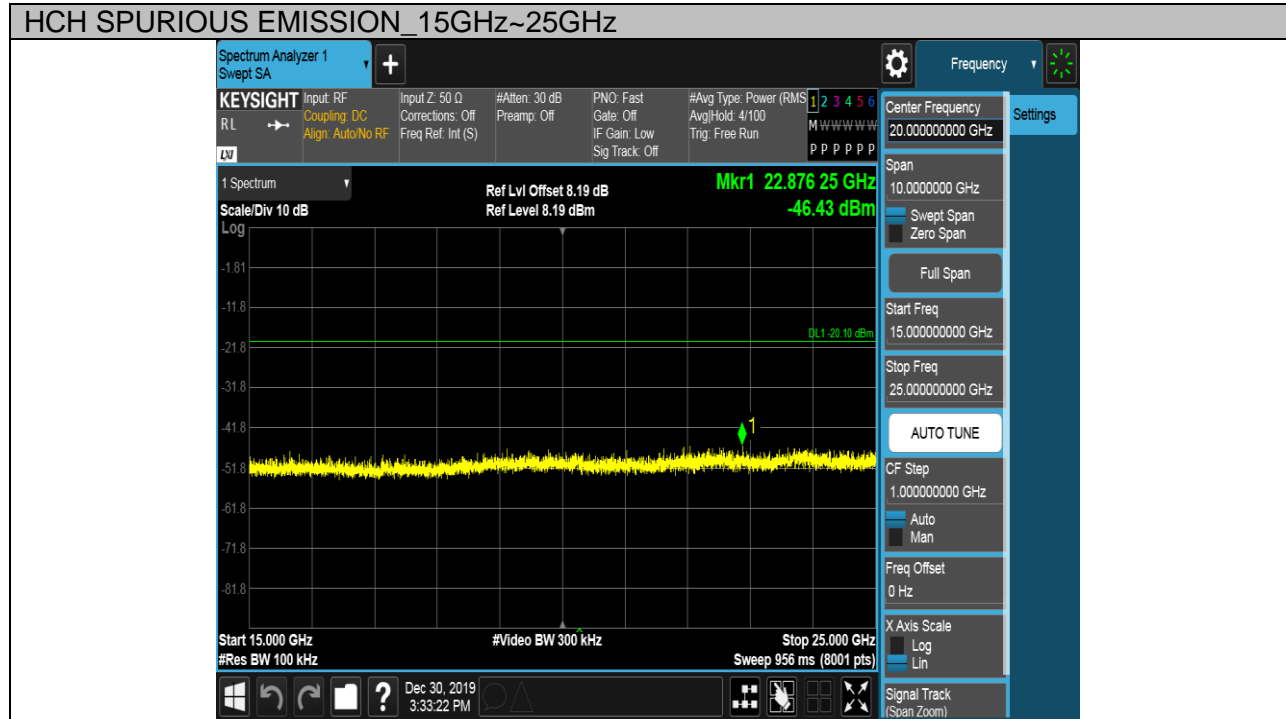 HCH SPURIOUS EMISSION_15GHz~25GHz
Spectrum Analyzer 1
Swept SA
+
Frequency
KEYSIGHT
RL
LXI
Input: RF
Coupling: DC
Align: Auto/No RF
Input Z: 50 Ω
Corrections: Off
Freq Ref: Int (S)
#Atten: 30 dB
Preamp: Off
PNO: Fast
Gate: Off
IF Gain: Low
Sig Track: Off
#Avg Type: Power (RMS
Avg|Hold: 4/100
Trig: Free Run
1 2 3 4 5 6
M W W W W W
P P P P P P
1 Spectrum
Scale/Div 10 dB
Ref Lvl Offset 8.19 dB
Ref Level 8.19 dBm
Mkr1 22.876 25 GHz
-46.43 dBm
Log
-1.81
-11.8
DL1 -20.10 dBm
-21.8
-31.8
-41.8
1
-51.8
-61.8
-71.8
-81.8
Start 15.000 GHz
#Res BW 100 kHz
#Video BW 300 kHz
Stop 25.000 GHz
Sweep 956 ms (8001 pts)
Center Frequency
20.000000000 GHz
Settings
Span
10.0000000 GHz
Swept Span
Zero Span
Full Span
Start Freq
15.000000000 GHz
Stop Freq
25.000000000 GHz
AUTO TUNE
CF Step
1.000000000 GHz
Auto
Man
Freq Offset
0 Hz
X Axis Scale
Log
Lin
Signal Track
(Span Zoom)
?
Dec 30, 2019
3:33:22 PM